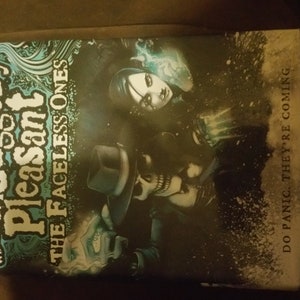 Pleasant
THE FACELESS ONES
DO PANIC. THEY'RE COMING.